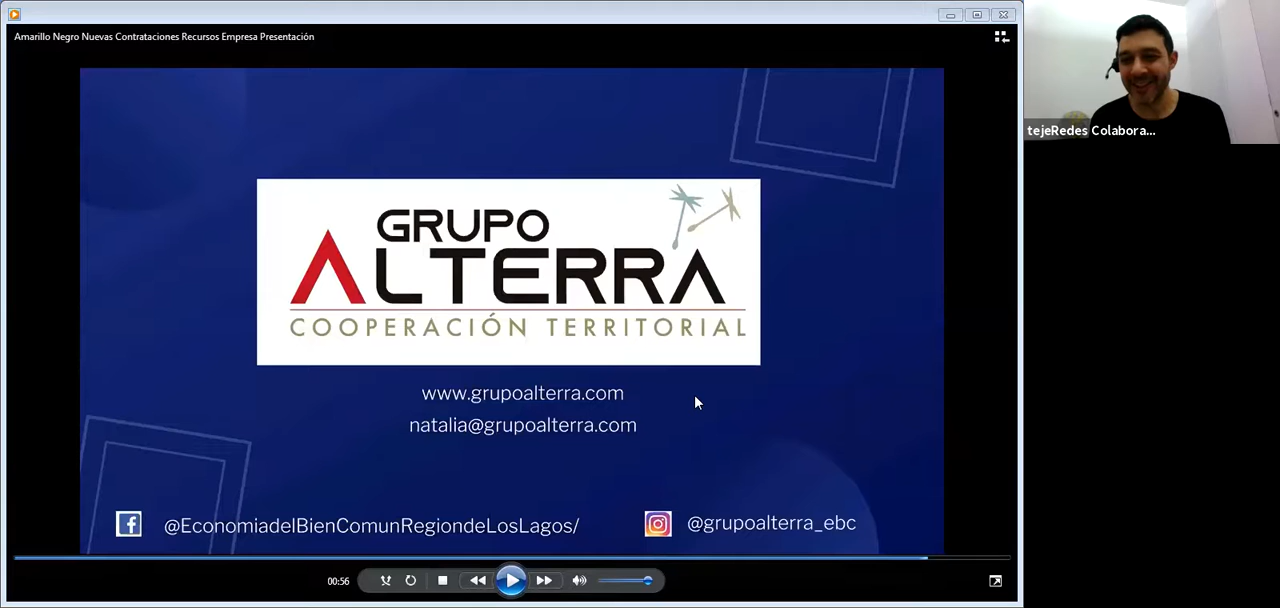 Amarillo Negro Nuevas Contrataciones Recursos Empresa Presentación
tejeRedes Colabora...
GRUPO
ALTERRA
COOPERACIÓN TERRITORIAL
www.grupoalterra.com
natalia@grupoalterra.com
@EconomiadelBienComunRegiondeLosLagos/
@grupoalterra_ebc
00:56